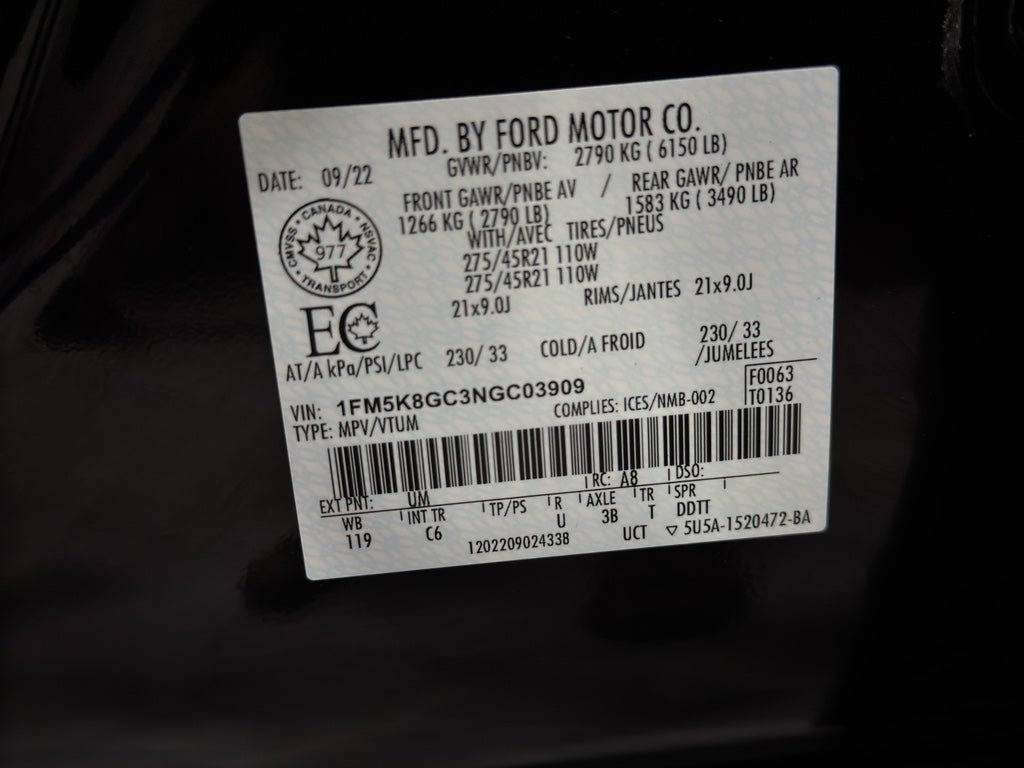 MFD. BY FORD MOTOR CO.
DATE: 09/22
GVWR/PNBV: 2790 KG ( 6150 LB)
FRONT GAWR/PNBE AV / REAR GAWR/ PNBE AR
1266 KG ( 2790 LB) 1583 KG ( 3490 LB)
WITH/AVEC TIRES/PNEUS
275/45R21 110W
275/45R21 110W
21x9.0J RIMS/JANTES 21x9.0J
CANADA
CMVSS 977 NSVAC
TRANSPORT
EC
AT/A kPa/PSI/LPC 230/ 33 COLD/A FROID 230/ 33
/JUMELEES
VIN: 1FM5K8GC3NGC03909
TYPE: MPV/VTUM COMPLIES: ICES/NMB-002
F0063
T0136
EXT PNT: UM RC: A8 DSO:
WB INT TR TP/PS R AXLE TR SPR
119 C6 U 3B T DDTT
1202209024338 UCT ▽ 5U5A-1520472-BA